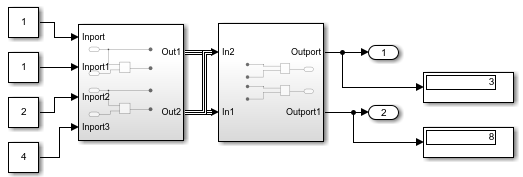 1
1
2
4
Inport
Inport1
Inport2
Inport3
Out1
Out2
In2
In1
Outport
Outport1
1
2
3
8